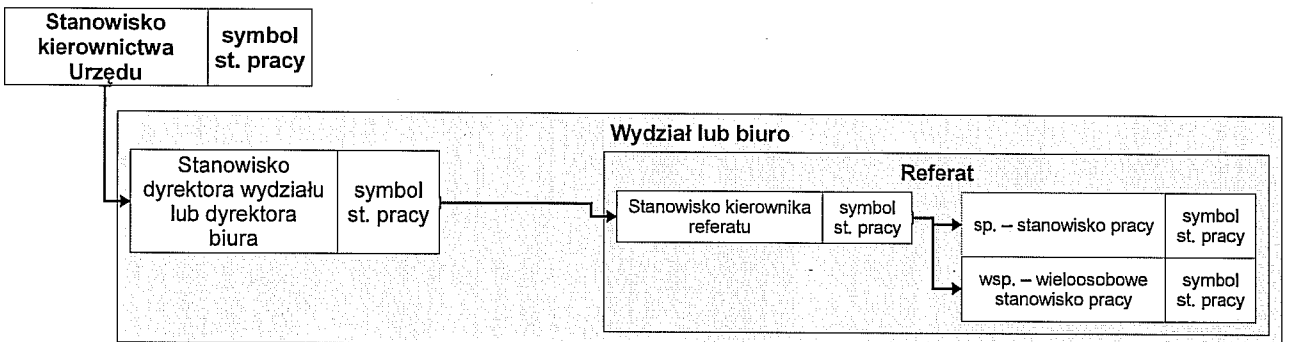 Stanowisko
kierownictwa
Urzędu
symbol
st. pracy
Wydział lub biuro
Stanowisko
dyrektora wydziału
lub dyrektora
biura
symbol
st. pracy
Referat
Stanowisko kierownika
referatu
symbol
st. pracy
sp. – stanowisko pracy
symbol
st. pracy
wsp. – wieloosobowe
stanowisko pracy
symbol
st. pracy